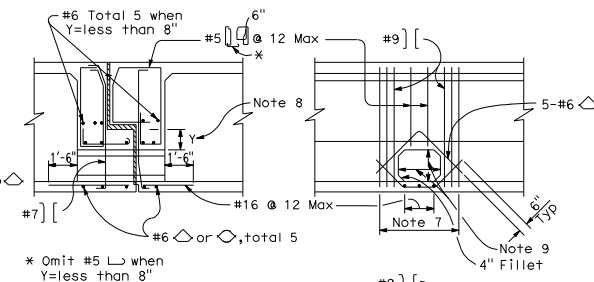 #6 Total 5 when
Y=less than 8"
6"
#5 @ 12 Max
*
#9
Note 8
5-#6
Y
1'-6"
1'-6"
#7
#16 @ 12 Max
6"
Typ
Note 7
#6 or , total 5
Note 9
4" Fillet
* Omit #5 when
Y=less than 8"